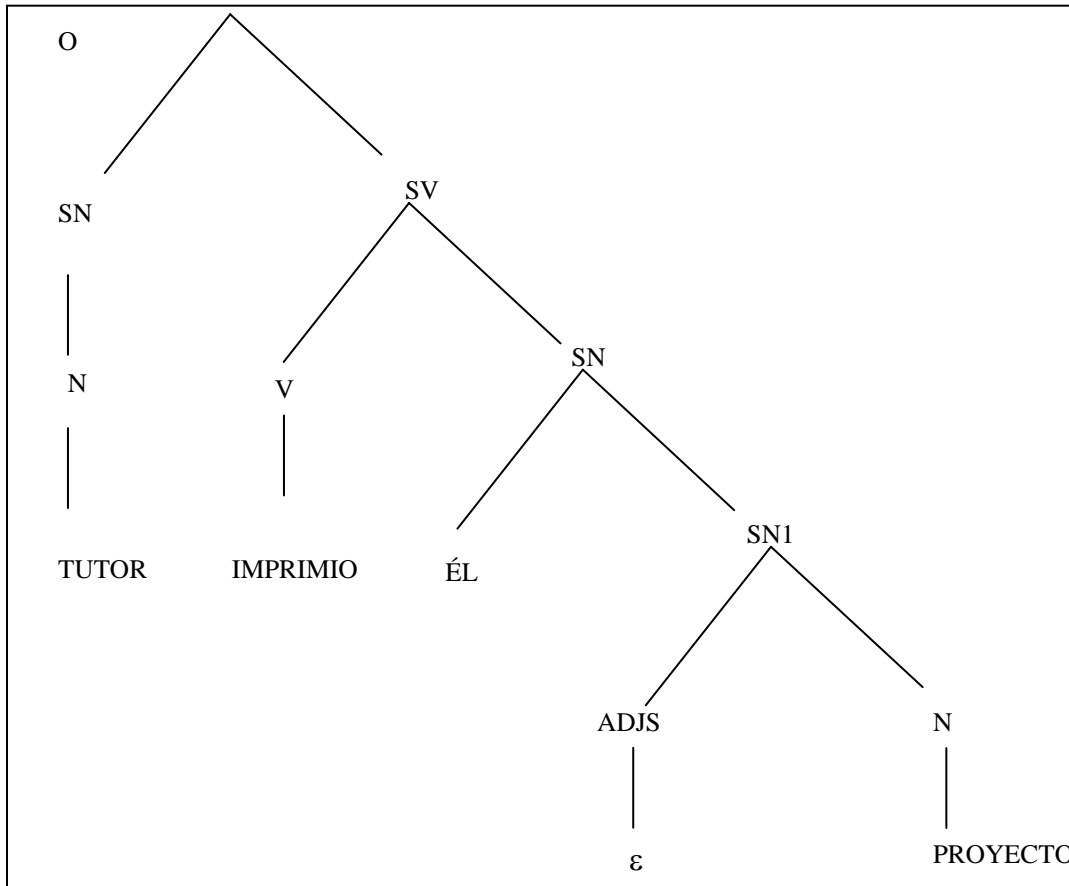 O
SV
SN
SN
N
V
SN1
TUTOR IMPRIMIO ÉL
ADJS
N
ε
PROYECTO